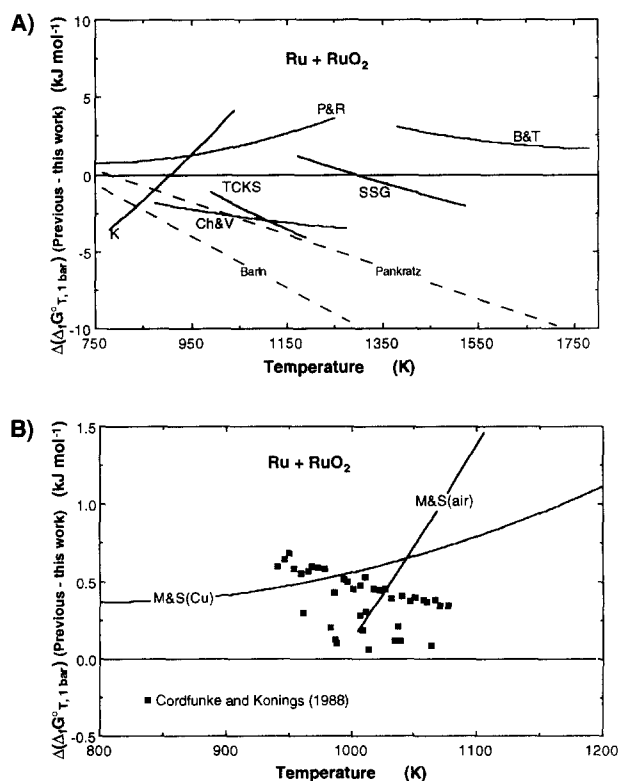 A)
Δ(ΔfG°T, 1 bar) (Previous - this work) (kJ mol-1)
Ru + RuO2
10
P&R
5
B&T
0
TCKS
SSG
K
Ch&V
-5
Barin
Pankratz
-10
750 950 1150 1350 1550 1750
Temperature (K)
B)
Δ(ΔfG°T, 1 bar) (Previous - this work) (kJ mol-1)
1.5
Ru + RuO2
M&S(air)
1.0
0.5
M&S(Cu)
0.0
■ Cordfunke and Konings (1988)
-0.5
800 900 1000 1100 1200
Temperature (K)